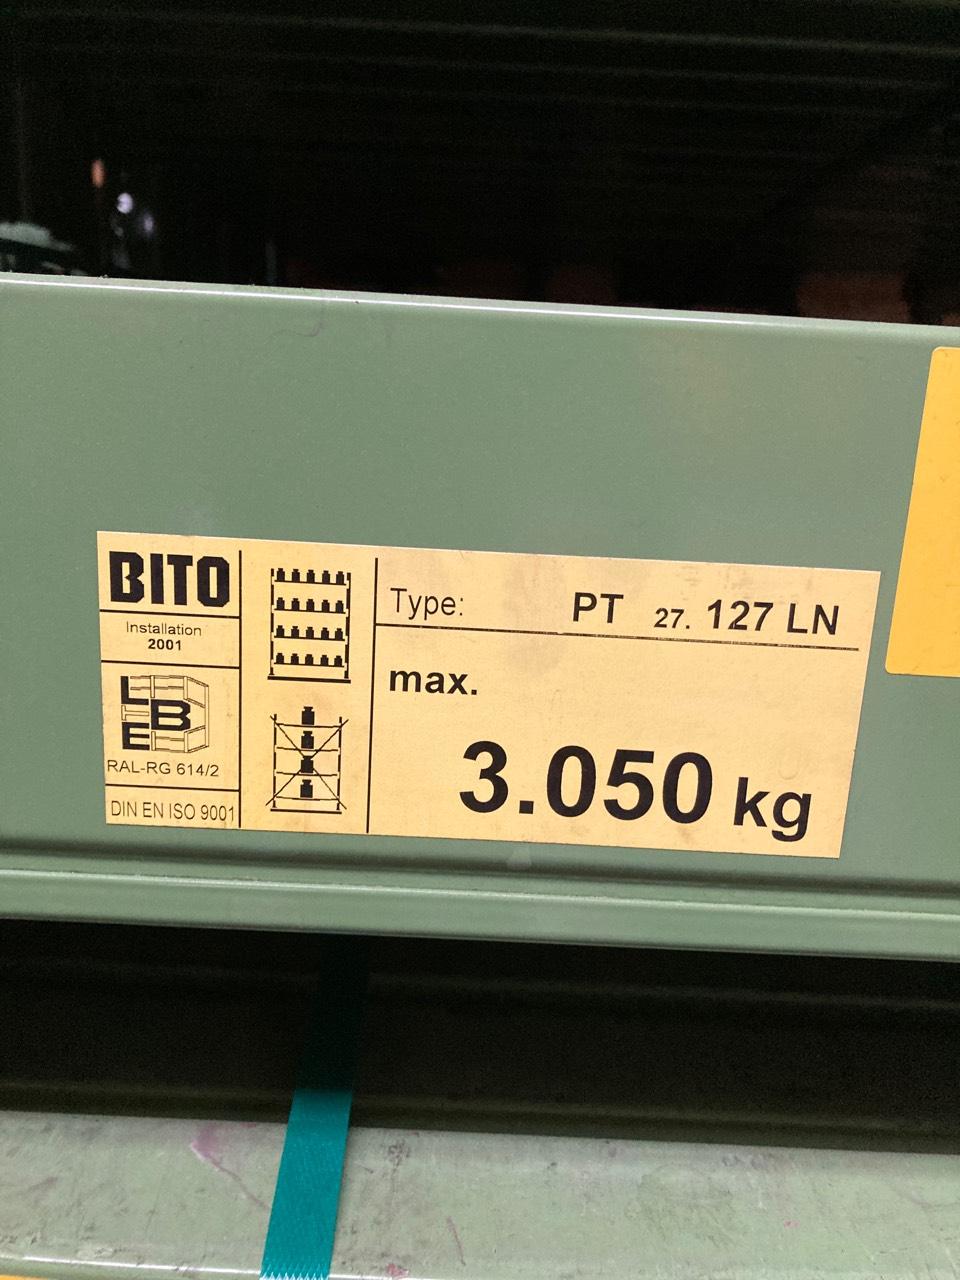 BITO
Installation
2001
LBE
RAL-RG 614/2
DIN EN ISO 9001
Type: PT 27. 127 LN
max.
3.050 kg